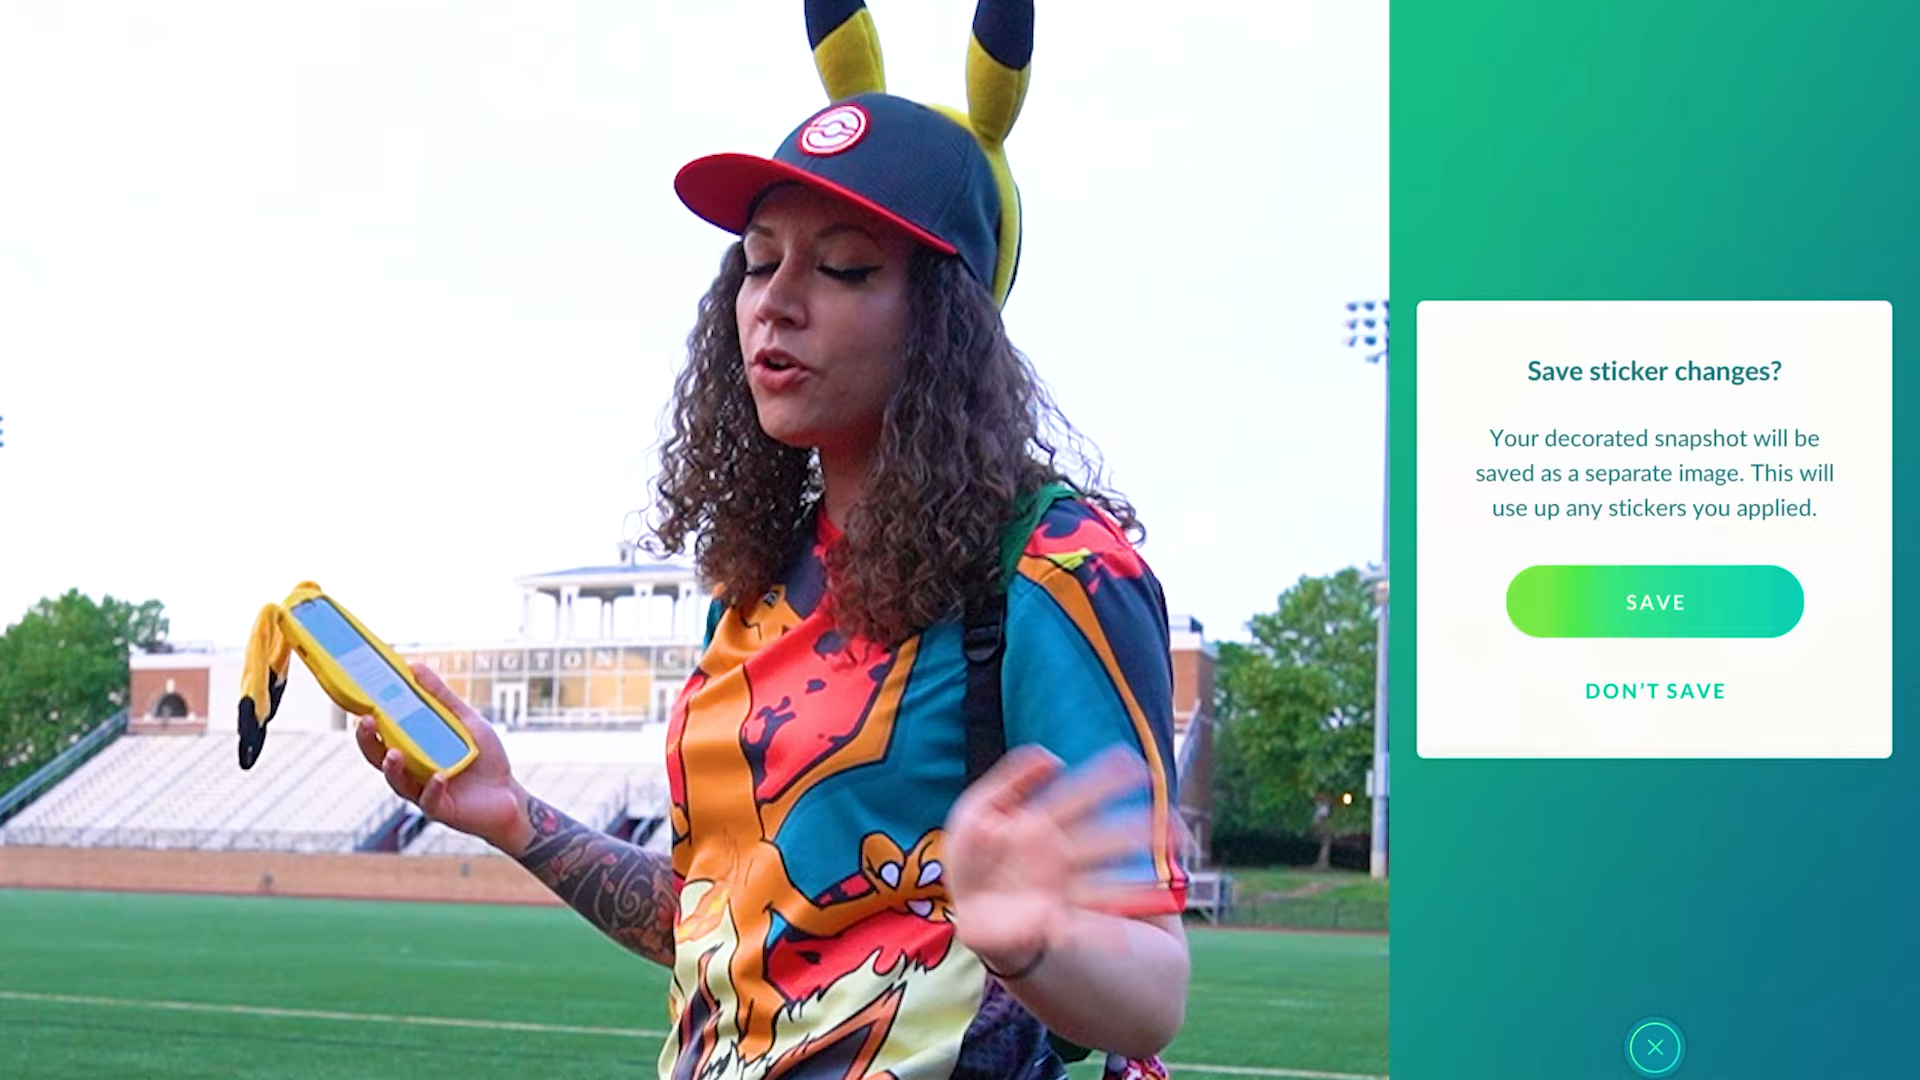 INGTON
Save sticker changes?
Your decorated snapshot will be
saved as a separate image. This will
use up any stickers you applied.
SAVE
DON'T SAVE